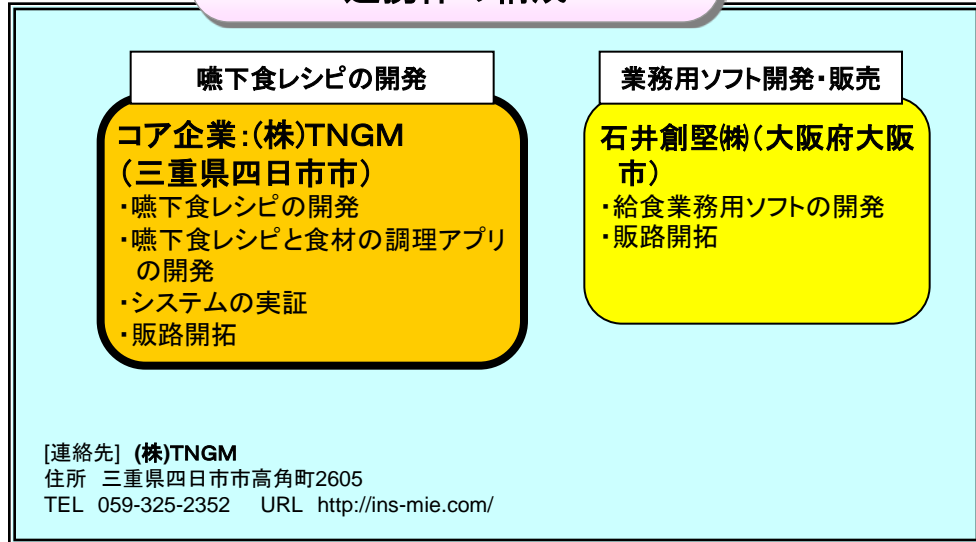 嚥下食レシピの開発
コア企業:(株)TNGM
(三重県四日市市)
・嚥下食レシピの開発
・嚥下食レシピと食材の調理アプリ
の開発
・システムの実証
・販路開拓
業務用ソフト開発・販売
石井創堅㈱(大阪府大阪
市)
・給食業務用ソフトの開発
・販路開拓
[連絡先] (株)TNGM
住所 三重県四日市市高角町2605
TEL 059-325-2352 URL http://ins-mie.com/